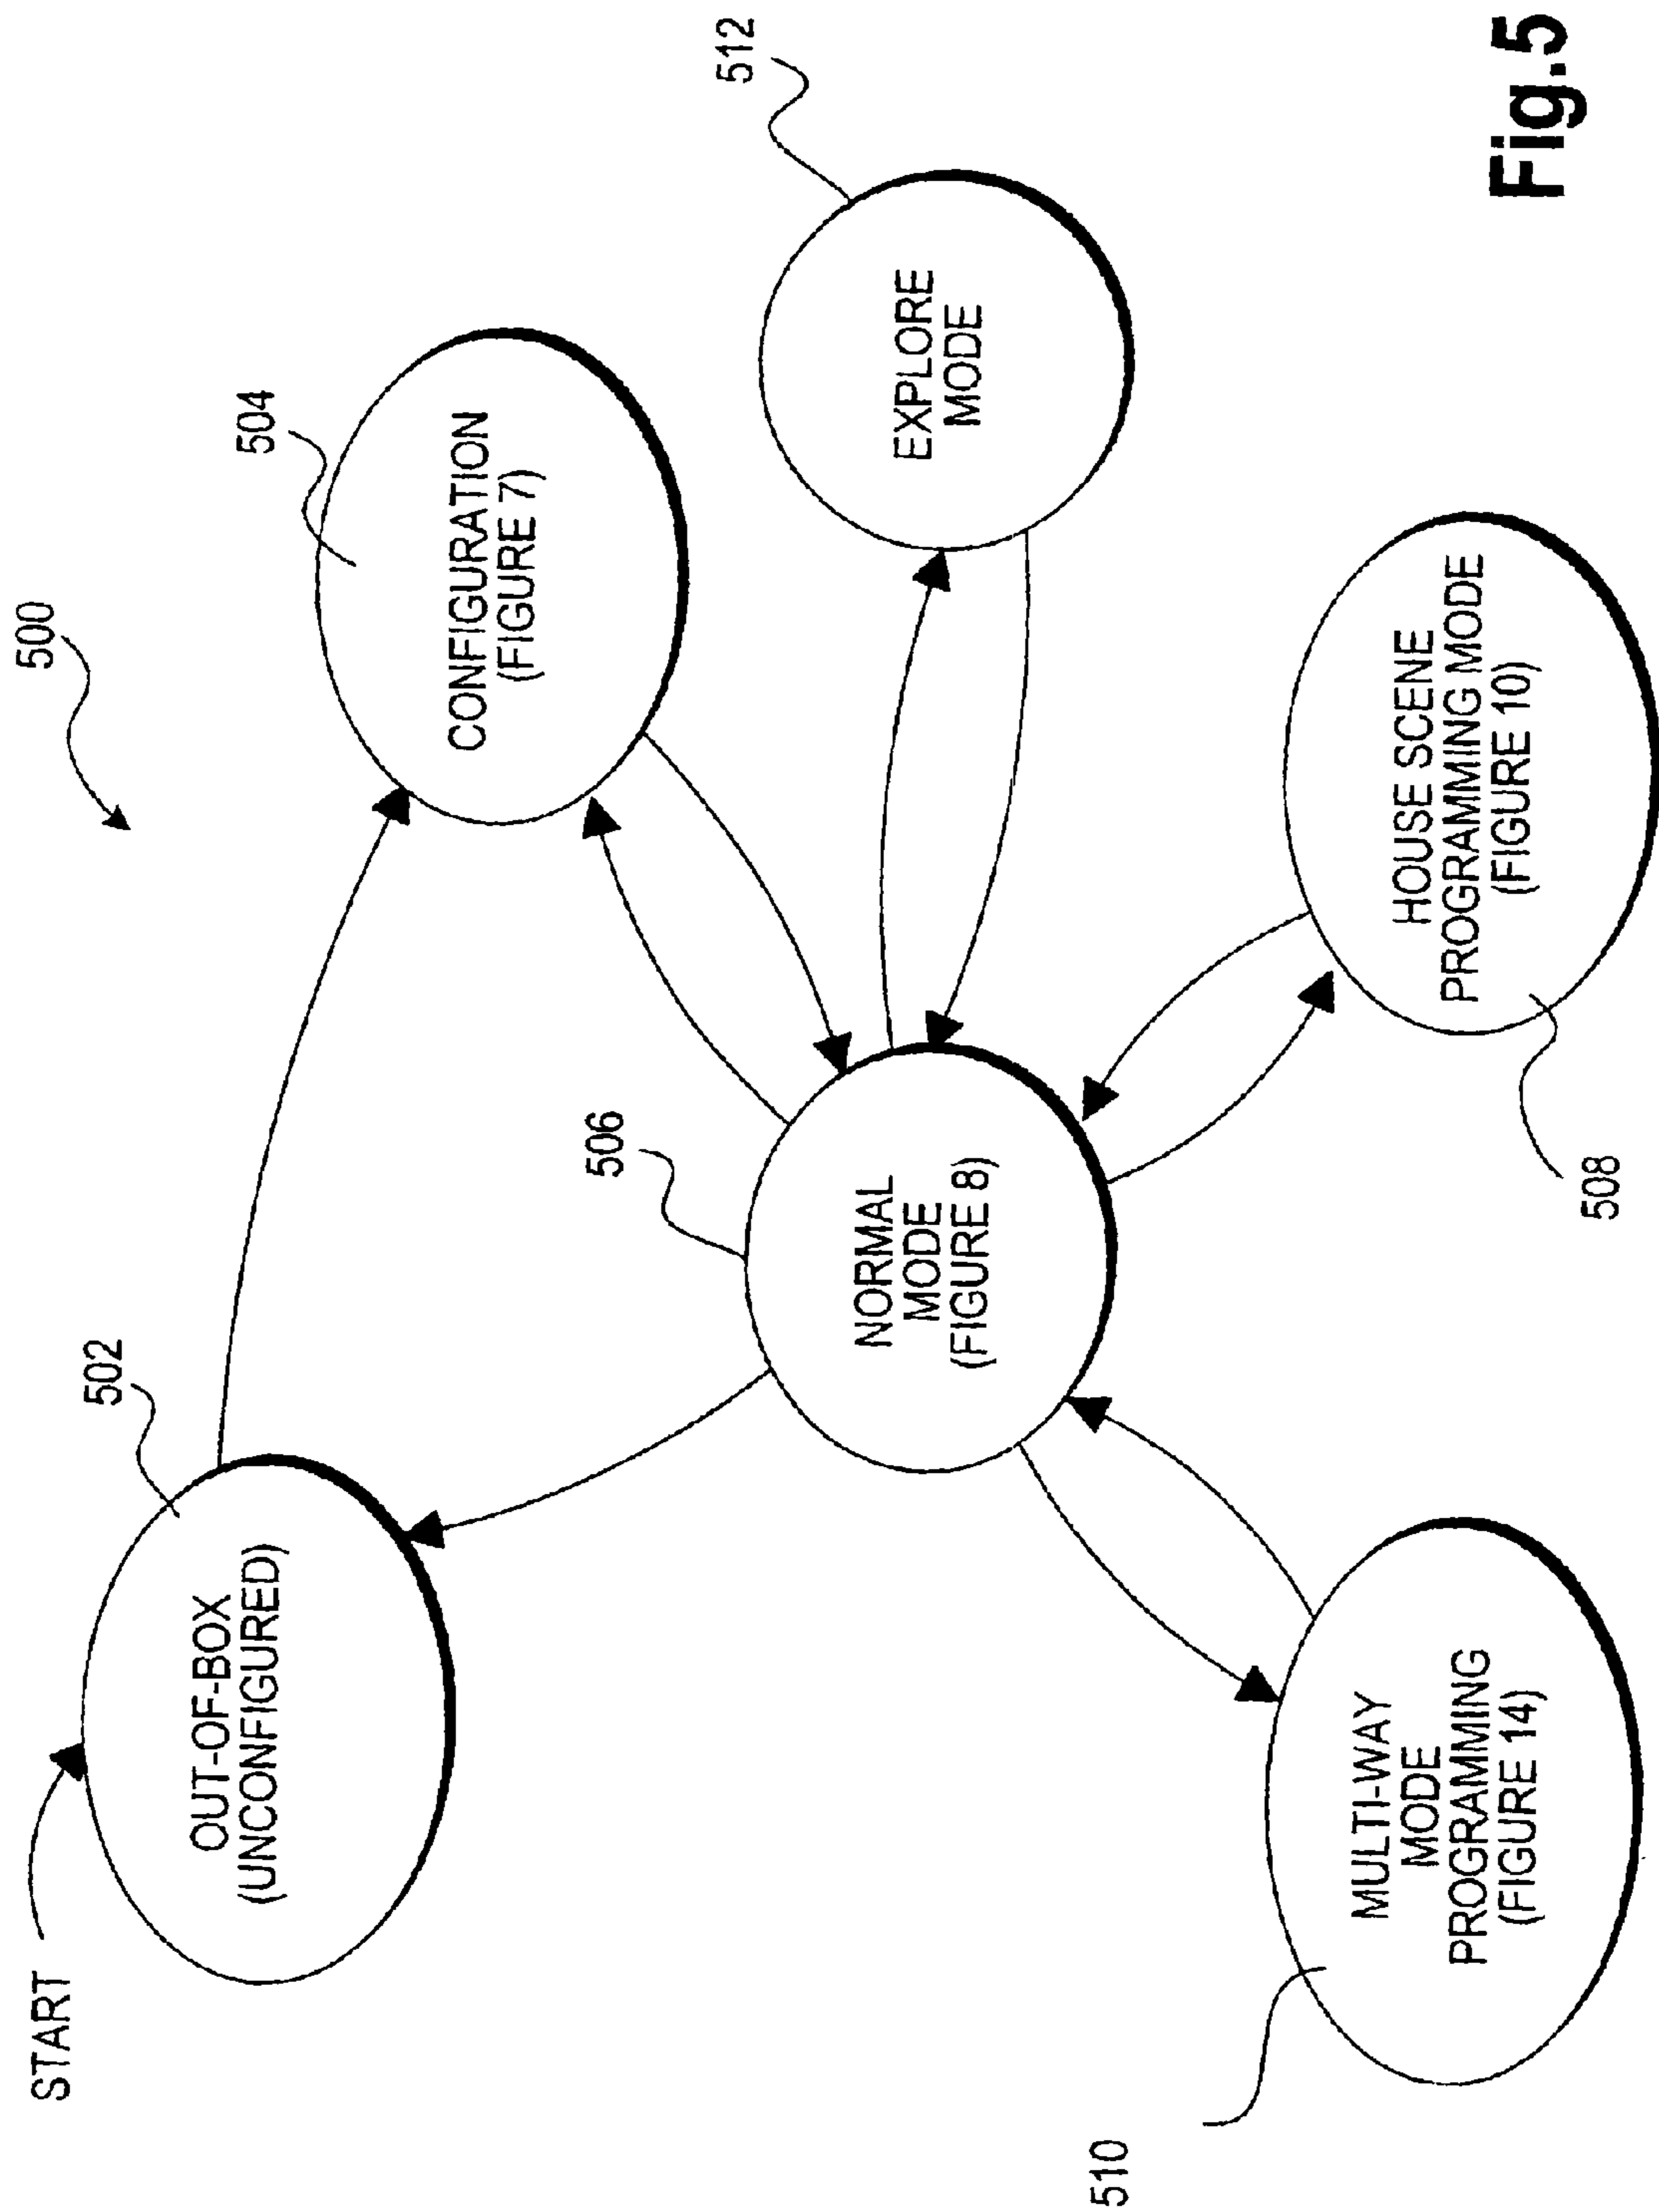 500
START
502
OUT-OF-BOX
(UNCONFIGURED)
504
CONFIGURATION
(FIGURE 7)
506
NORMAL
MODE
(FIGURE 8)
512
EXPLORE
MODE
510
MULTI-WAY
MODE
PROGRAMMING
(FIGURE 14)
HOUSE SCENE
PROGRAMMING MODE
(FIGURE 10)
508
Fig.5